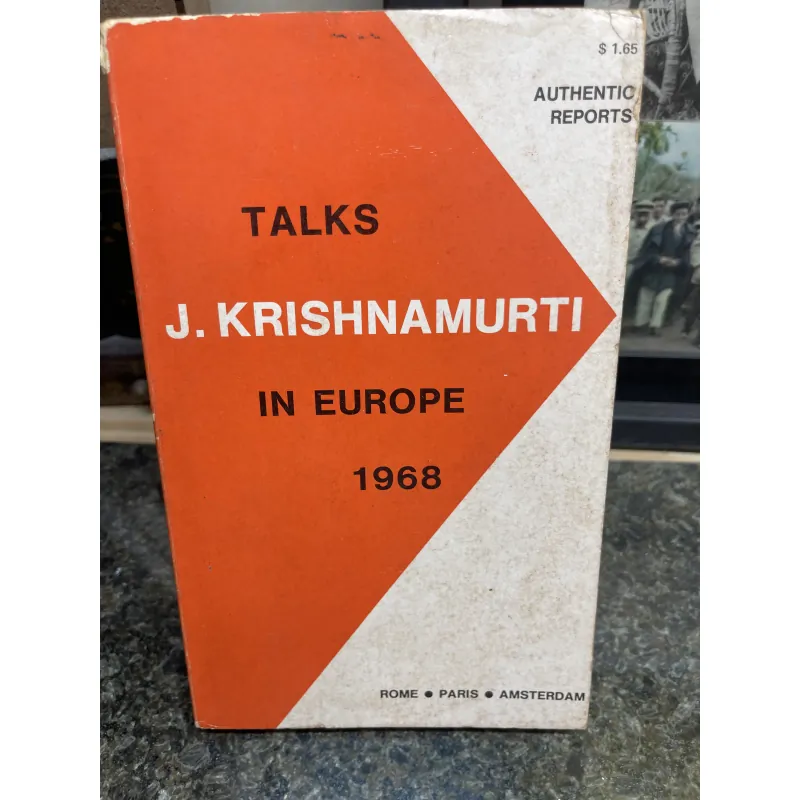 $ 1.65
AUTHENTIC
REPORTS
TALKS
J. KRISHNAMURTI
IN EUROPE
1968
ROME ● PARIS ● AMSTERDAM